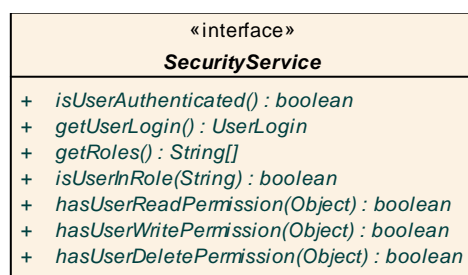 «interface»
SecurityService
+ isUserAuthenticated() : boolean
+ getUserLogin() : UserLogin
+ getRoles() : String[]
+ isUserInRole(String) : boolean
+ hasUserReadPermission(Object) : boolean
+ hasUserWritePermission(Object) : boolean
+ hasUserDeletePermission(Object) : boolean